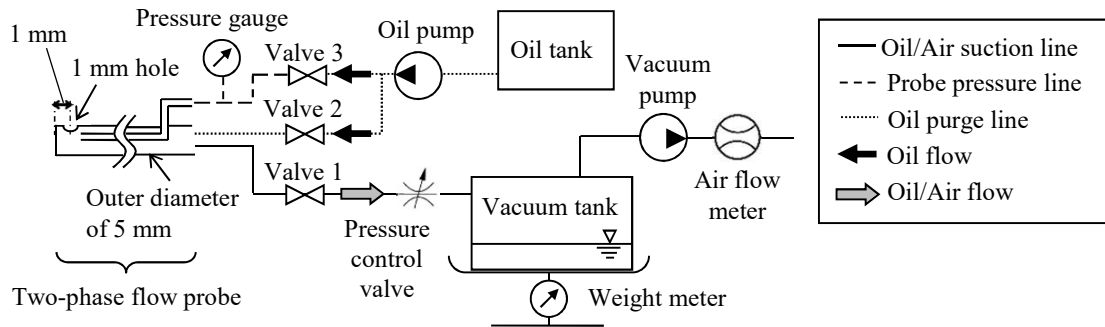 Pressure gauge
1 mm
1 mm hole
Valve 3
Oil pump
Oil tank
Vacuum
pump
Valve 2
Valve 1
Outer diameter
of 5 mm
Pressure
control
valve
Vacuum tank
Air flow
meter
Two-phase flow probe
Weight meter
Oil/Air suction line
Probe pressure line
Oil purge line
Oil flow
Oil/Air flow